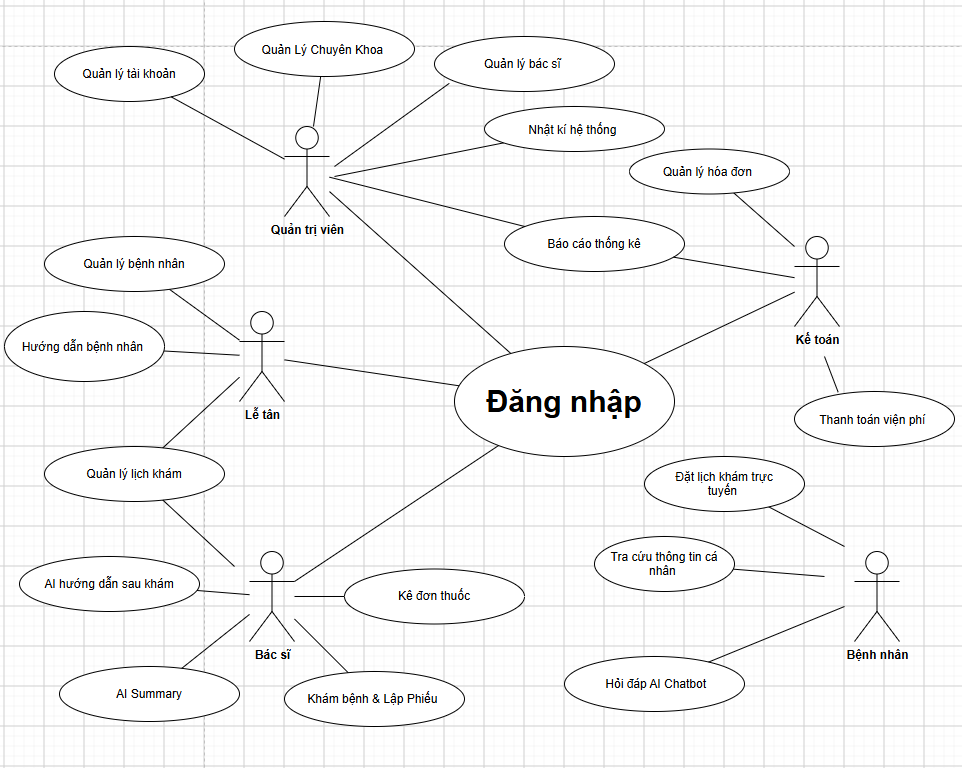 Quản Lý Chuyên Khoa
Quản lý tài khoản
Quản lý bác sĩ
Nhật kí hệ thống
Quản lý hóa đơn
Quản trị viên
Báo cáo thống kê
Quản lý bệnh nhân
Hướng dẫn bệnh nhân
Kế toán
Lễ tân
Đăng nhập
Thanh toán viện phí
Quản lý lịch khám
Đặt lịch khám trực
tuyến
Tra cứu thông tin cá
nhân
AI hướng dẫn sau khám
Kê đơn thuốc
Bác sĩ
Bệnh nhân
Hỏi đáp AI Chatbot
AI Summary
Khám bệnh & Lập Phiếu